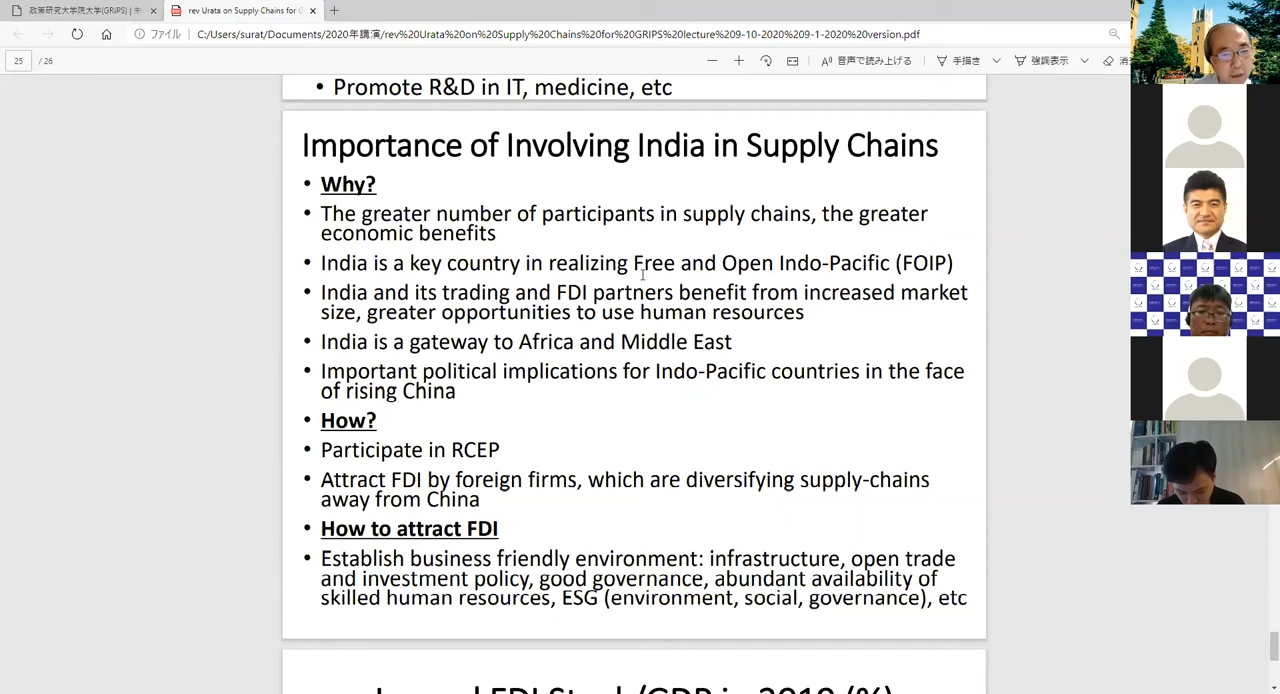 政策研究大学院大学(GRIPS) | 未
rev Urata on Supply Chains for G
ファイル
C:/Users/surat/Documents/2020年講演/rev%20Urata%20on%20Supply%20Chains%20for%20GRIPS%20lecture%209-10-2020%209-1-2020%20version.pdf
25 / 26
音声で読み上げる
手描き
強調表示
消
• Promote R&D in IT, medicine, etc
Importance of Involving India in Supply Chains
• Why?
• The greater number of participants in supply chains, the greater
economic benefits
• India is a key country in realizing Free and Open Indo-Pacific (FOIP)
• India and its trading and FDI partners benefit from increased market
size, greater opportunities to use human resources
• India is a gateway to Africa and Middle East
• Important political implications for Indo-Pacific countries in the face
of rising China
• How?
• Participate in RCEP
• Attract FDI by foreign firms, which are diversifying supply-chains
away from China
• How to attract FDI
• Establish business friendly environment: infrastructure, open trade
and investment policy, good governance, abundant availability of
skilled human resources, ESG (environment, social, governance), etc
Inward FDI Stock/GDP in 2019 (%)